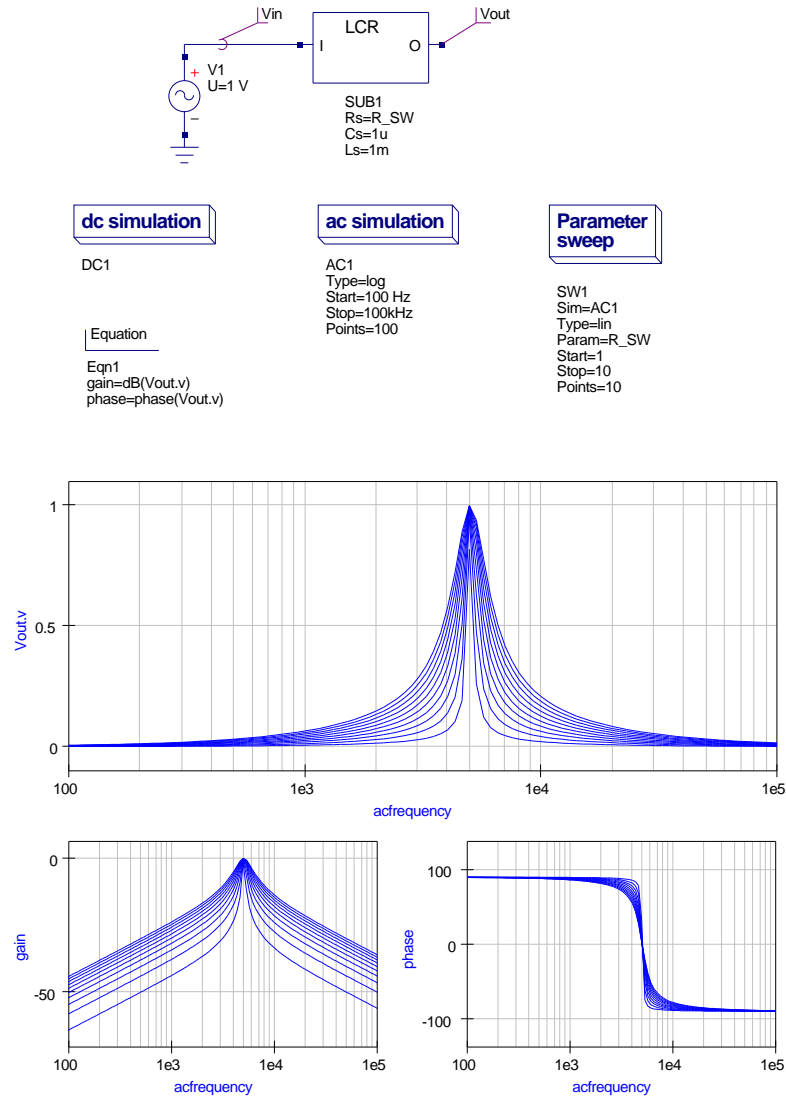 Vin
Vout
LCR
I
O
+
V1
U=1 V
−
SUB1
Rs=R_SW
Cs=1u
Ls=1m
dc simulation
DC1
ac simulation
AC1
Type=log
Start=100 Hz
Stop=100kHz
Points=100
Parameter
sweep
SW1
Sim=AC1
Type=lin
Param=R_SW
Start=1
Stop=10
Points=10
Equation
Eqn1
gain=dB(Vout.v)
phase=phase(Vout.v)
1
0.5
0
Vout.v
100
1e3
1e4
1e5
acfrequency
0
-50
gain
100
1e3
1e4
1e5
acfrequency
100
0
-100
phase
100
1e3
1e4
1e5
acfrequency